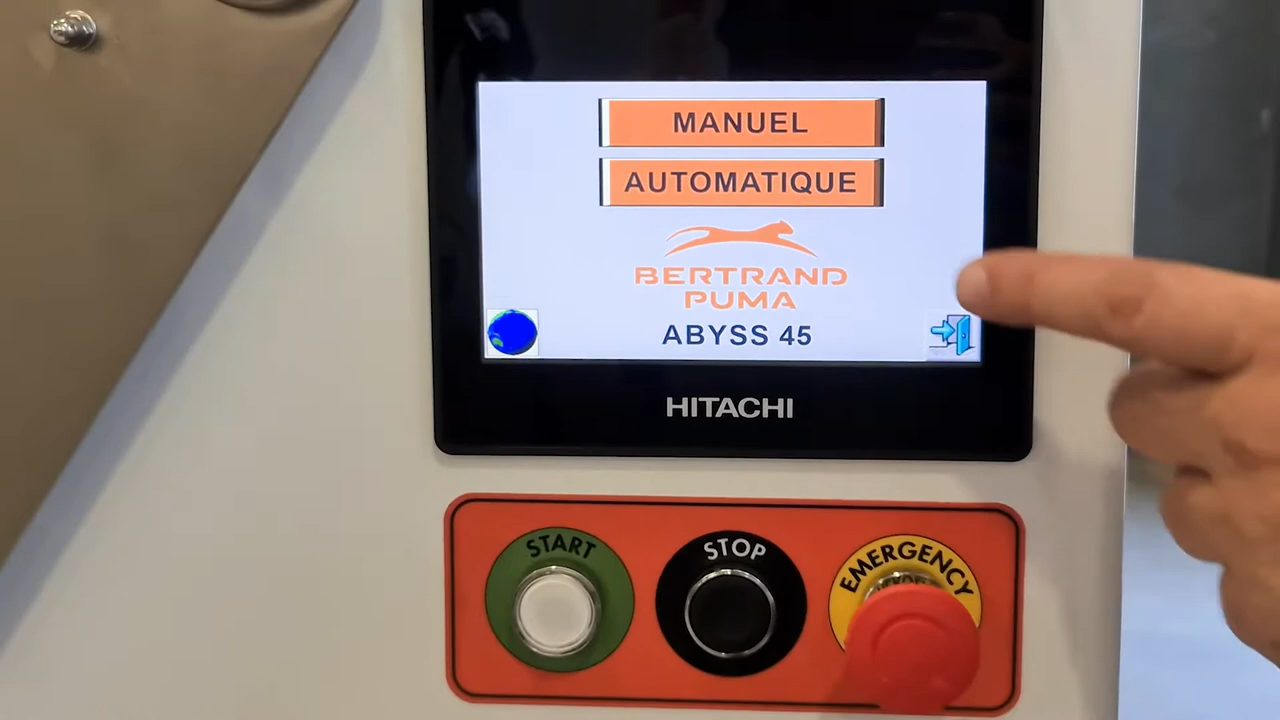 MANUEL
AUTOMATIQUE
BERTRAND
PUMA
ABYSS 45
HITACHI
START
STOP
EMERGENCY